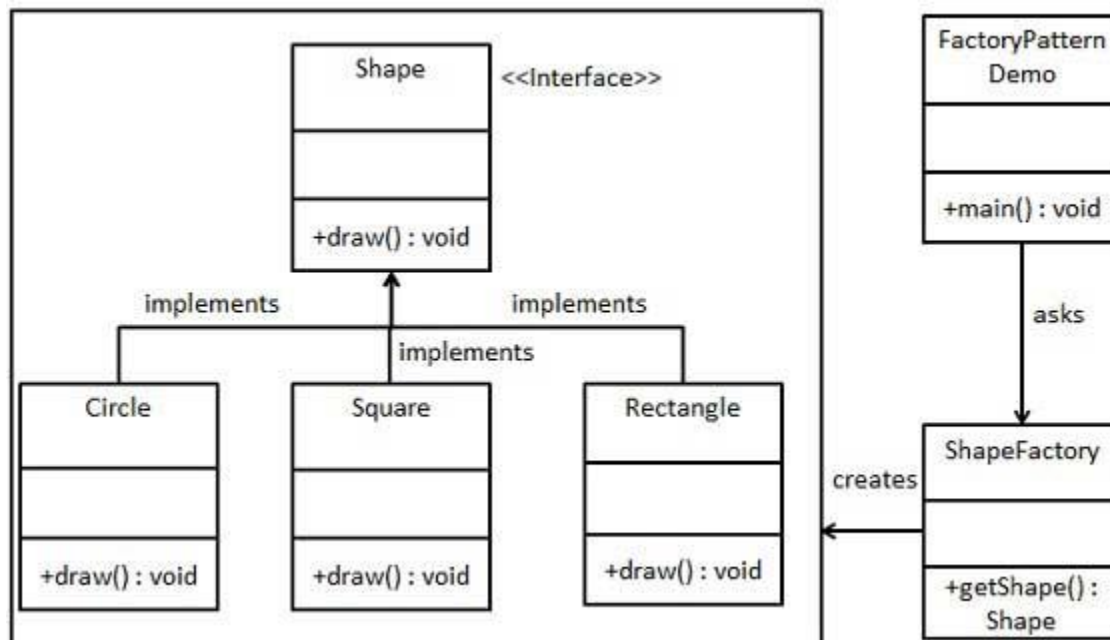 Shape
<<Interface>>
+draw() : void
implements
implements
implements
Circle
+draw() : void
Square
+draw() : void
Rectangle
+draw() : void
FactoryPattern
Demo
+main() : void
asks
creates
ShapeFactory
+getShape() :
Shape